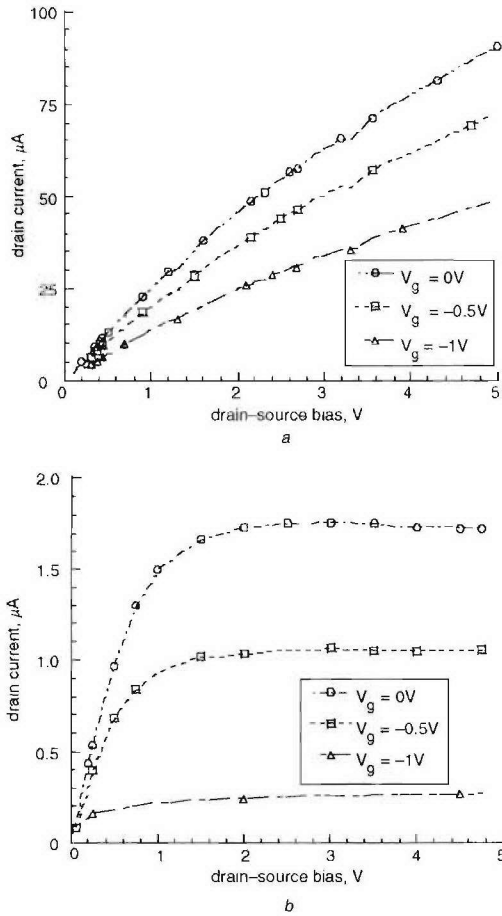 100
75
50
25
0
drain current, μA
0 1 2 3 4 5
drain–source bias, V
V_g = 0V
V_g = –0.5V
V_g = –1V
a
2.0
1.5
1.0
0.5
0
drain current, μA
0 1 2 3 4 5
drain–source bias, V
V_g = 0V
V_g = –0.5V
V_g = –1V
b